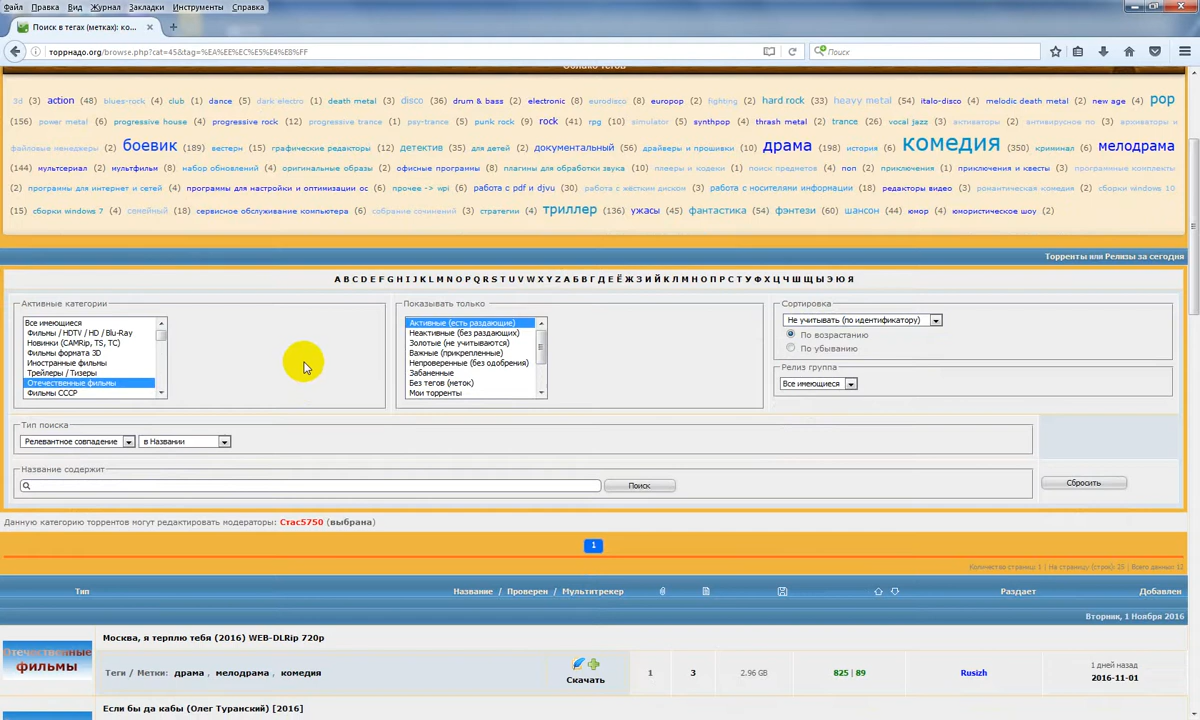 Файл Правка Вид Журнал Закладки Инструменты Справка
Поиск в тегах (метках): ко...
торрнадо.org/browse.php?cat=45&tag=%EA%EE%EC%E5%E4%E8%FF
Поиск
Облако тегов
3d (3) action (48) blues-rock (4) club (1) dance (5) dark electro (1) death metal (3) disco (36) drum & bass (2) electronic (8) eurodisco (8) europop (2) fighting (2) hard rock (33) heavy metal (54) italo-disco (4) melodic death metal (2) new age (4) pop
(156) power metal (6) progressive house (4) progressive rock (12) progressive trance (1) psy-trance (5) punk rock (9) rock (41) rpg (10) simulator (5) synthpop (4) thrash metal (2) trance (26) vocal jazz (3) активаторы (2) антивирусное по (3) архиваторы и
файловые менеджеры (2) боевик (189) вестерн (15) графические редакторы (12) детектив (35) для детей (2) документальный (56) драйверы и прошивки (10) драма (198) история (6) комедия (350) криминал (6) мелодрама
(144) мультсериал (2) мультфильм (8) набор обновлений (4) оригинальные образы (2) офисные программы (8) плагины для обработки звука (10) плееры и кодеки (1) поиск предметов (4) поп (2) приключения (1) приключения и квесты (3) программные комплекты
(2) программы для интернет и сетей (4) программы для настройки и оптимизации ос (6) прочее -> wpi (6) работа с pdf и djvu (30) работа с жёстким диском (3) работа с носителями информации (18) редакторы видео (3) романтическая комедия (2) сборки windows 10
(15) сборки windows 7 (4) семейный (18) сервисное обслуживание компьютера (6) собрание сочинений (3) стратегии (4) триллер (136) ужасы (45) фантастика (54) фэнтези (60) шансон (44) юмор (4) юмористическое шоу (2)
Торренты или Релизы за сегодня
A B C D E F G H I J K L M N O P Q R S T U V W X Y Z А Б В Г Д Е Ё Ж З И Й К Л М Н О П Р С Т У Ф Х Ц Ч Ш Щ Ы Э Ю Я
Активные категории
Показывать только
Сортировка
Все имеющиеся
Фильмы / HDTV / HD / Blu-Ray
Новинки (CAMRip, TS, TC)
Фильмы формата 3D
Иностранные фильмы
Трейлеры / Тизеры
Отечественные фильмы
Фильмы СССР
Активные (есть раздающие)
Неактивные (без раздающих)
Золотые (не учитываются)
Важные (прикрепленные)
Непроверенные (без одобрения)
Забаненные
Без тегов (неток)
Мои торренты
Не учитывать (по идентификатору)
По возрастанию
По убыванию
Релиз группа
Все имеющиеся
Тип поиска
Релевантное совпадение в Названии
Название содержит
Поиск
Сбросить
Данную категорию торрентов могут редактировать модераторы: Стас5750 (выбрана)
1
Количество страниц: 1 | На страницу (строк): 25 | Всего данных: 12
Тип Название / Проверен / Мультитрекер Раздает Добавлен
Вторник, 1 Ноября 2016
Москва, я терплю тебя (2016) WEB-DLRip 720p
Отечественные
фильмы
Теги / Метки: драма , мелодрама , комедия
Скачать
1 3 2.96 GB 825 | 89 Rusizh
1 дней назад
2016-11-01
Если бы да кабы (Олег Туранский) [2016]